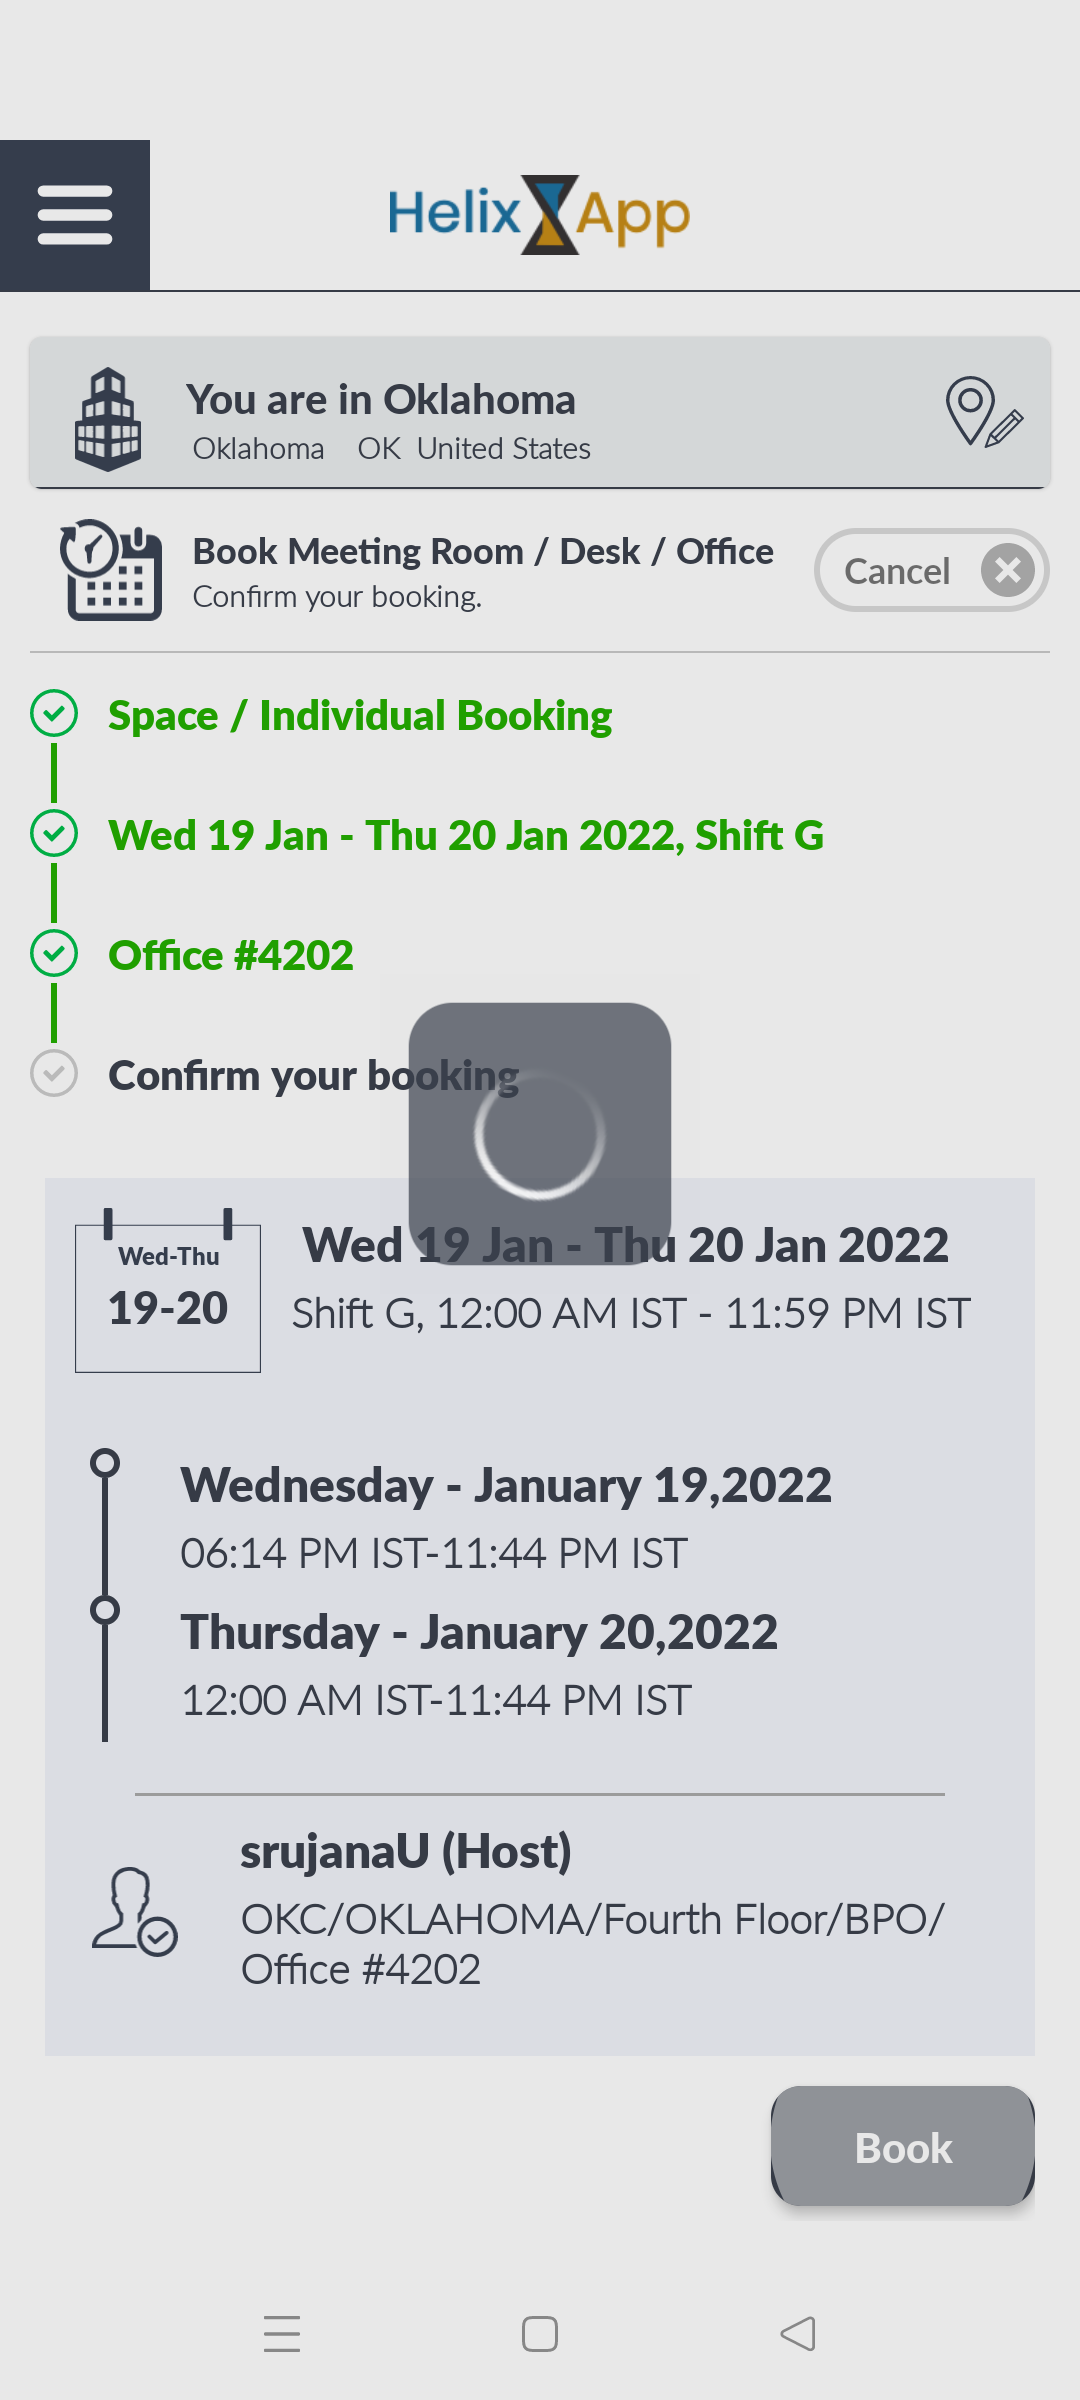 Helix App
You are in Oklahoma
Oklahoma OK United States
Book Meeting Room / Desk / Office
Confirm your booking.
Cancel
Space / Individual Booking
Wed 19 Jan - Thu 20 Jan 2022, Shift G
Office #4202
Confirm your booking
Wed-Thu
19-20
Wed 19 Jan - Thu 20 Jan 2022
Shift G, 12:00 AM IST - 11:59 PM IST
Wednesday - January 19,2022
06:14 PM IST-11:44 PM IST
Thursday - January 20,2022
12:00 AM IST-11:44 PM IST
srujanaU (Host)
OKC/OKLAHOMA/Fourth Floor/BPO/
Office #4202
Book